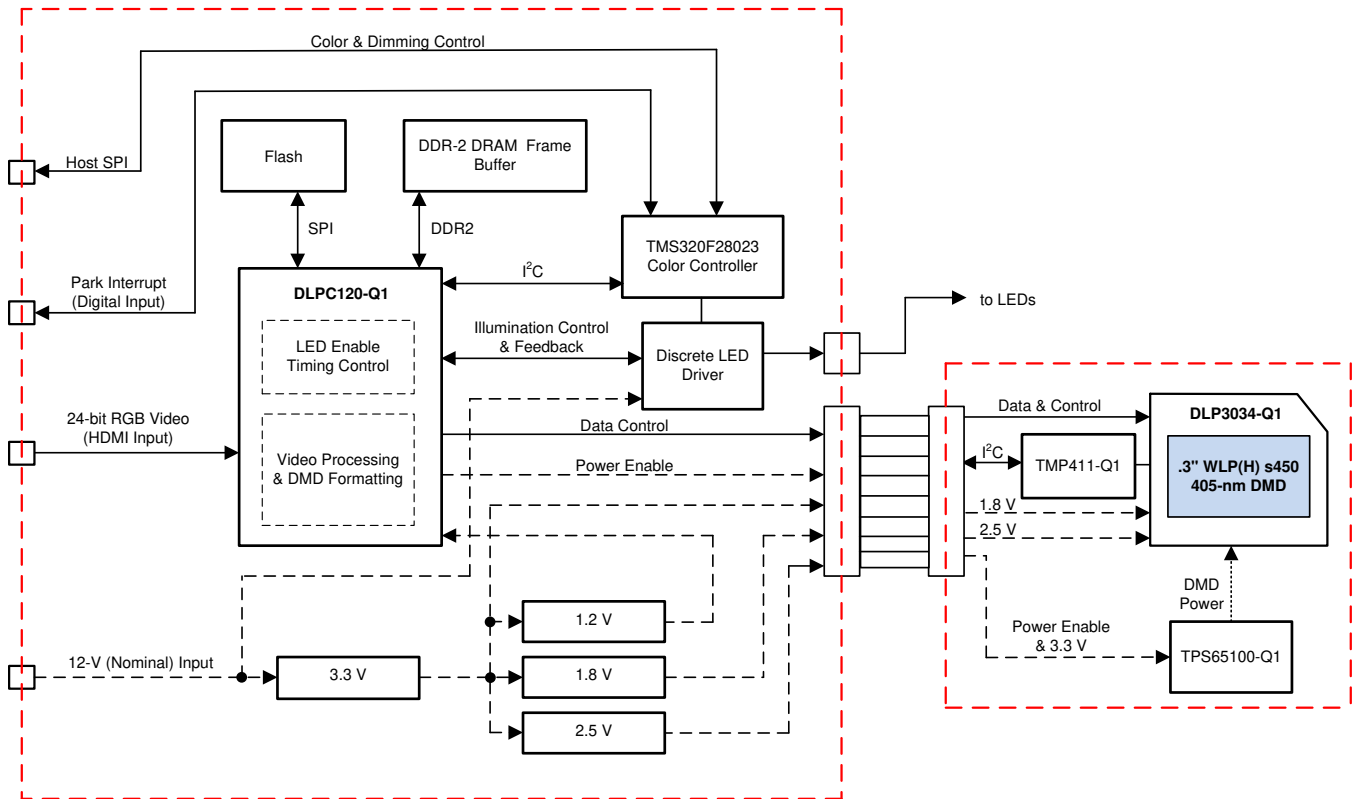 Color & Dimming Control
Host SPI
Flash
DDR-2 DRAM Frame
Buffer
SPI
DDR2
TMS320F28023
Color Controller
Park Interrupt
(Digital Input)
I²C
DLPC120-Q1
to LEDs
LED Enable
Timing Control
Illumination Control
& Feedback
Discrete LED
Driver
24-bit RGB Video
(HDMI Input)
Data Control
Video Processing
& DMD Formatting
Power Enable
Data & Control
DLP3034-Q1
I²C
TMP411-Q1
.3" WLP(H) s450
405-nm DMD
1.8 V
2.5 V
DMD
Power
1.2 V
Power Enable
& 3.3 V
TPS65100-Q1
12-V (Nominal) Input
3.3 V
1.8 V
2.5 V